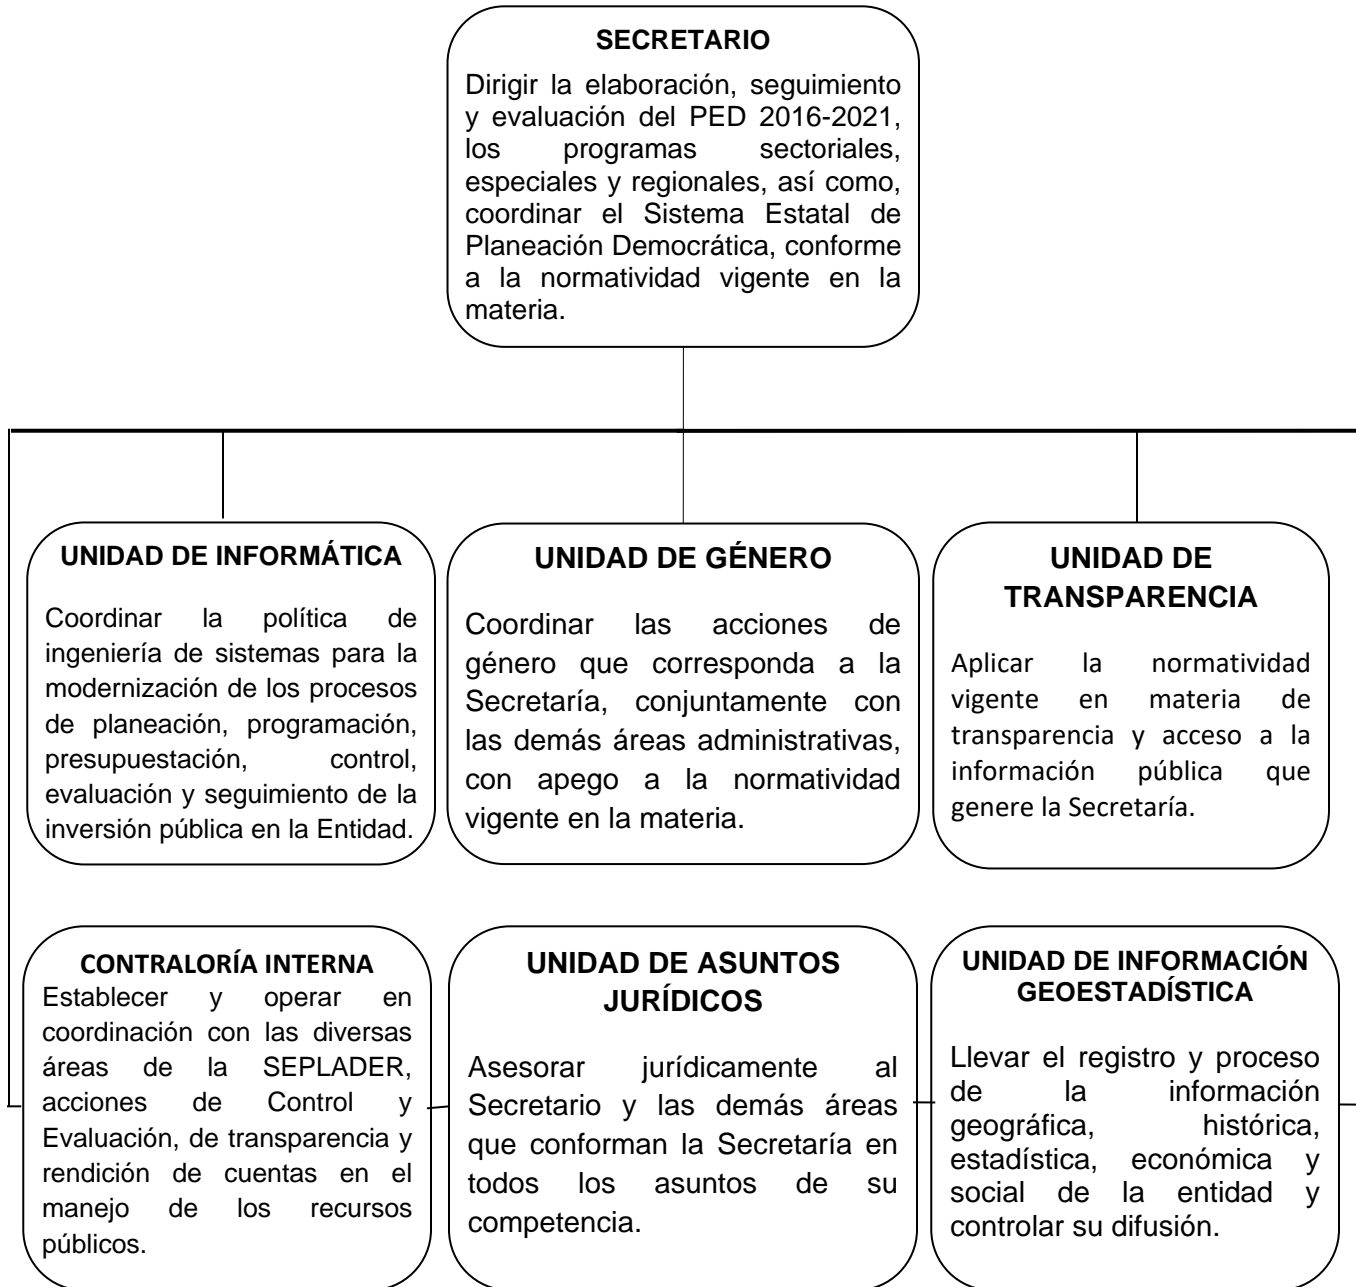 SECRETARIO
Dirigir la elaboración, seguimiento
y evaluación del PED 2016-2021,
los programas sectoriales,
especiales y regionales, así como,
coordinar el Sistema Estatal de
Planeación Democrática, conforme
a la normatividad vigente en la
materia.
UNIDAD DE INFORMÁTICA
Coordinar la política de
ingeniería de sistemas para la
modernización de los procesos
de planeación, programación,
presupuestación, control,
evaluación y seguimiento de la
inversión pública en la Entidad.
UNIDAD DE GÉNERO
Coordinar las acciones de
género que corresponda a la
Secretaría, conjuntamente con
las demás áreas administrativas,
con apego a la normatividad
vigente en la materia.
UNIDAD DE
TRANSPARENCIA
Aplicar la normatividad
vigente en materia de
transparencia y acceso a la
información pública que
genere la Secretaría.
CONTRALORÍA INTERNA
Establecer y operar en
coordinación con las diversas
áreas de la SEPLADER,
acciones de Control y
Evaluación, de transparencia y
rendición de cuentas en el
manejo de los recursos
públicos.
UNIDAD DE ASUNTOS
JURÍDICOS
Asesorar jurídicamente al
Secretario y las demás áreas
que conforman la Secretaría en
todos los asuntos de su
competencia.
UNIDAD DE INFORMACIÓN
GEOESTADÍSTICA
Llevar el registro y proceso
de la información
geográfica, histórica,
estadística, económica y
social de la entidad y
controlar su difusión.